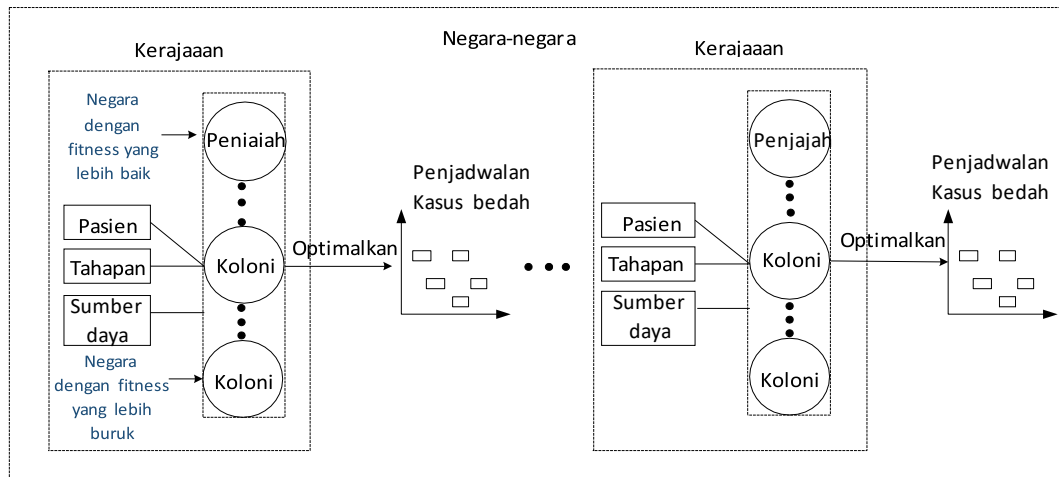 Negara-negara
Kerajaaan
Negara
dengan
fitness yang
lebih baik
Peniaiah
Pasien
Tahapan
Sumber
daya
Koloni
Optimalkan
Negara
dengan fitness
yang lebih
buruk
Koloni
Penjadwalan
Kasus bedah
Kerajaaan
Penjajah
Pasien
Tahapan
Sumber
daya
Koloni
Optimalkan
Koloni
Penjadwalan
Kasus bedah